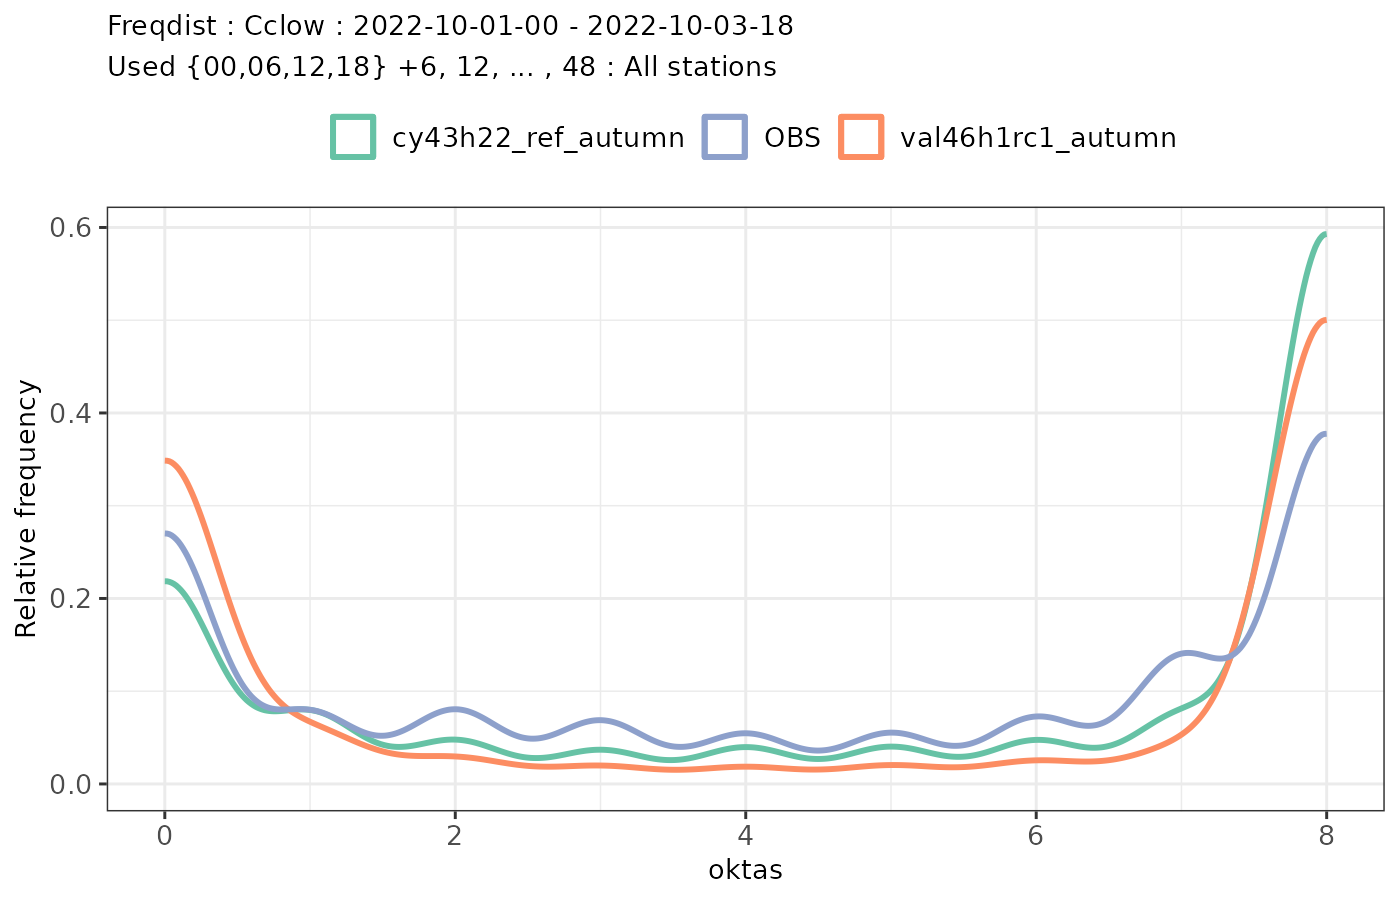 Freqdist : Cclow : 2022-10-01-00 - 2022-10-03-18
Used {00,06,12,18} +6, 12, ... , 48 : All stations
cy43h22_ref_autumn OBS val46h1rc1_autumn
0.6
0.4
0.2
0.0
Relative frequency
0 2 4 6 8
oktas